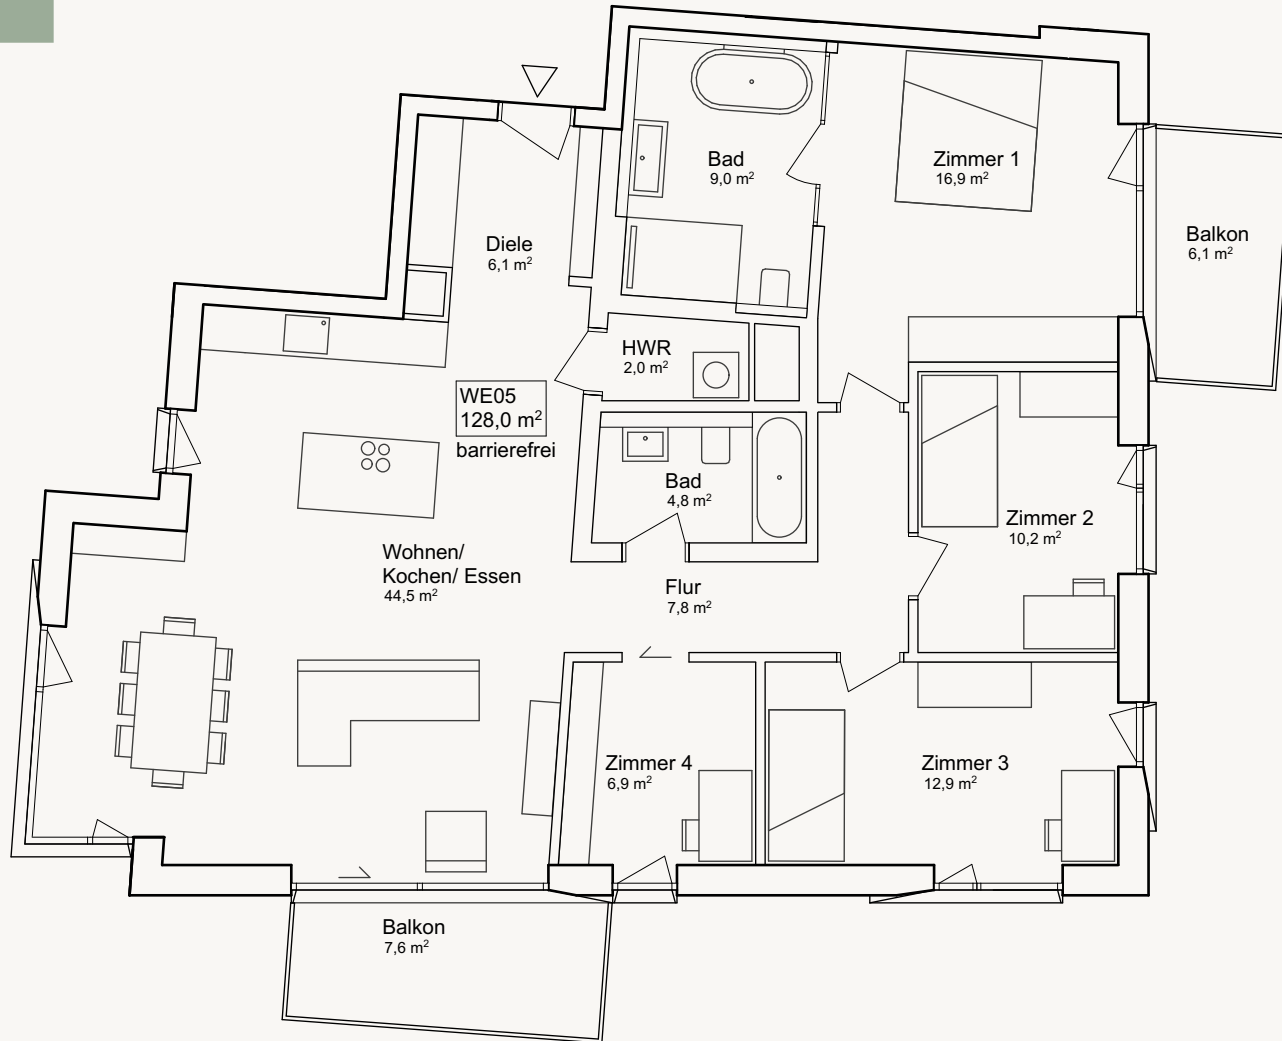 Bad
9,0 m²
Zimmer 1
16,9 m²
Diele
6,1 m²
Balkon
6,1 m²
HWR
2,0 m²
WE05
128,0 m²
barrierefrei
Bad
4,8 m²
Zimmer 2
10,2 m²
Wohnen/
Kochen/ Essen
44,5 m²
Flur
7,8 m²
Zimmer 4
6,9 m²
Zimmer 3
12,9 m²
Balkon
7,6 m²